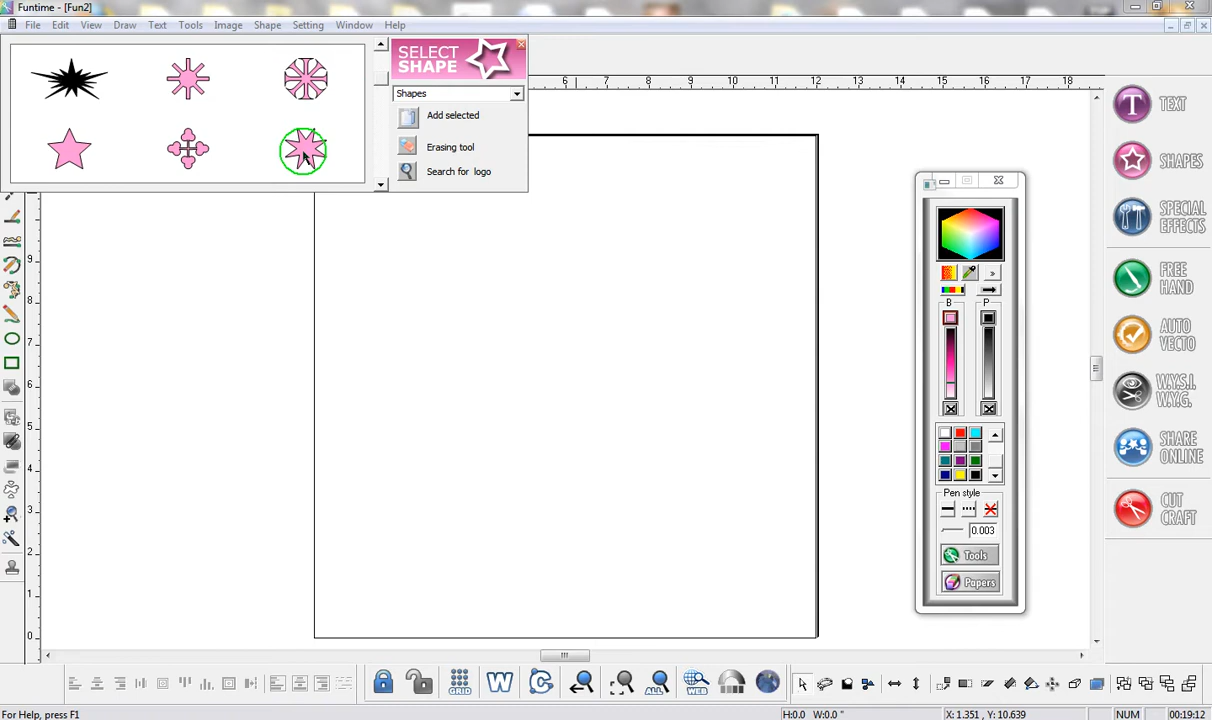 Funtime - [Fun2]
File Edit View Draw Text Tools Image Shape Setting Window Help
SELECT SHAPE
Shapes
Add selected
Erasing tool
Search for logo
6 7 8 9 10 11 12 13 14 15 16 17 18
9
8
7
6
5
4
3
2
1
0
B P
Pen style
0.003
Tools
Papers
TEXT
SHAPES
SPECIAL EFFECTS
FREE HAND
AUTO VECTO
W.Y.S.I.W.Y.G.
SHARE ONLINE
CUT CRAFT
GRID W C ALL WEB
For Help, press F1
H:0.0 W:0.0 "
X: 1.351 , Y: 10.639
NUM
00:19:12